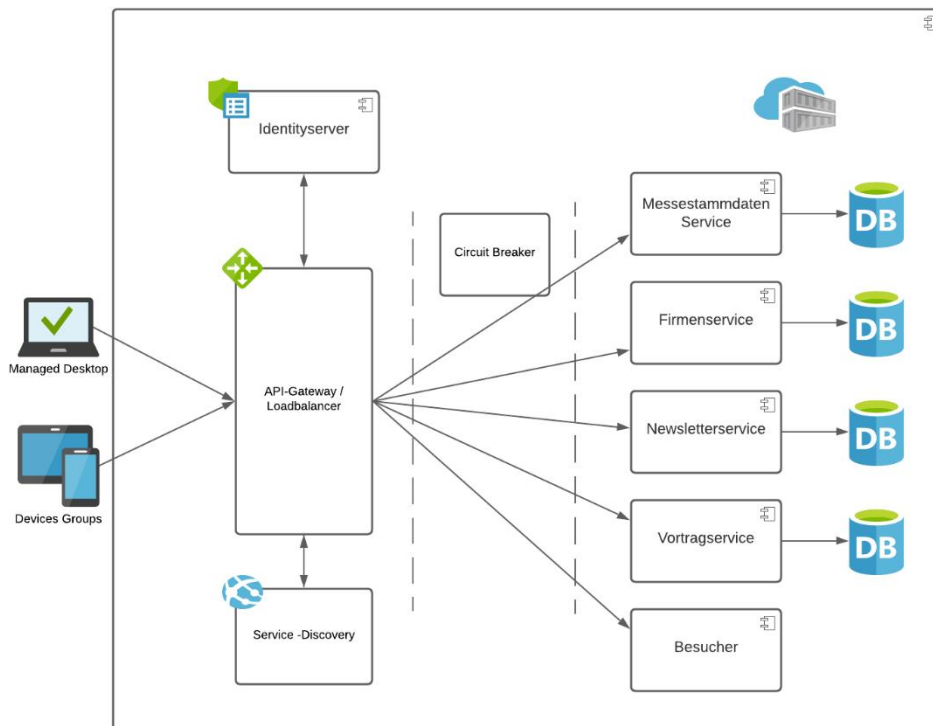 Identityserver
Messestammdaten
Service
DB
Circuit Breaker
Firmenservice
DB
Managed Desktop
API-Gateway /
Loadbalancer
Newsletterservice
DB
Devices Groups
Vortragservice
DB
Service -Discovery
Besucher